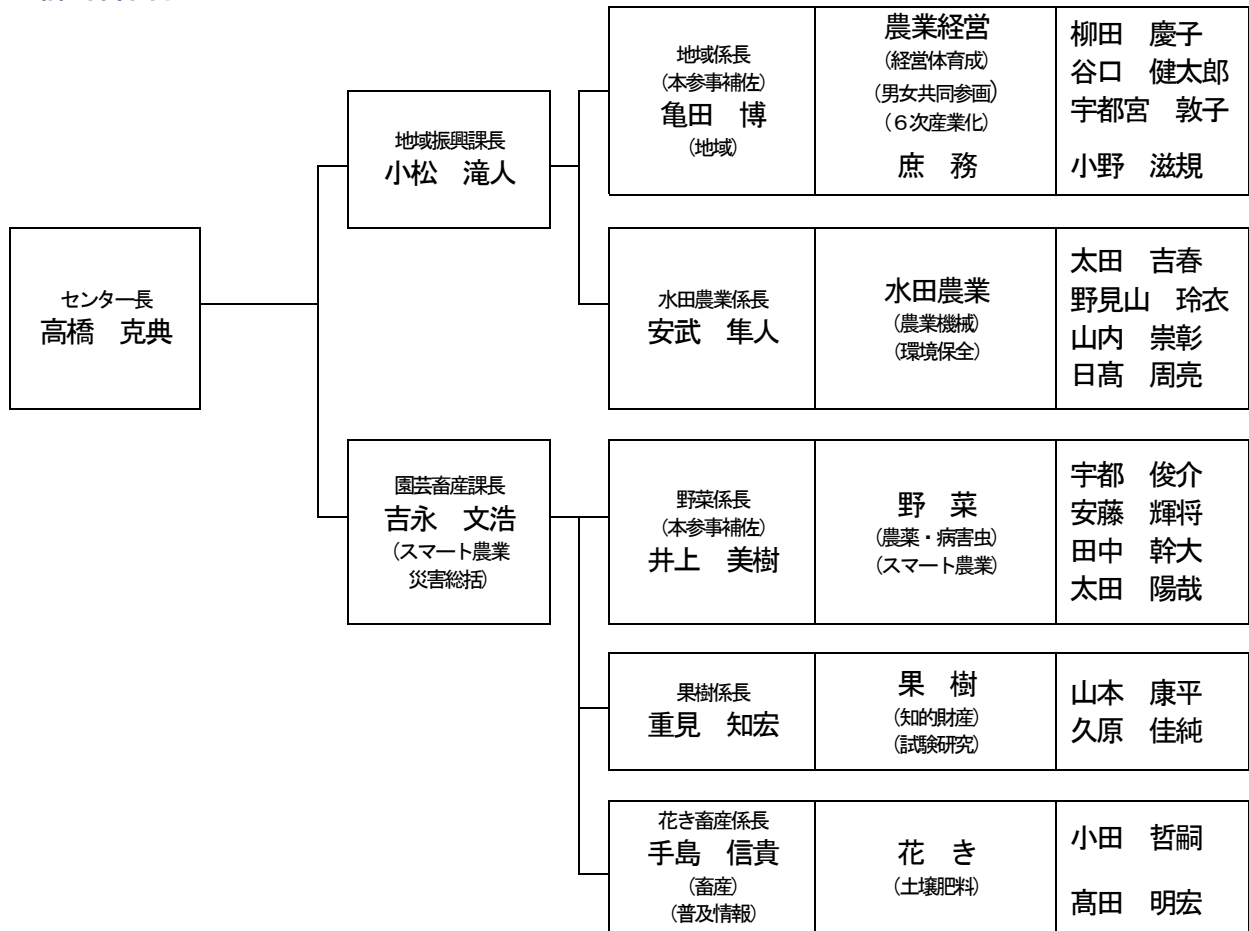 センター長
高橋　克典
地域振興課長
小松　滝人
地域係長
(本参事補佐)
亀田　博
(地域)
農業経営
(経営体育成)
(男女共同参画)
(６次産業化)
庶　務
柳田　慶子
谷口　健太郎
宇都宮　敦子
小野　滋規
水田農業係長
安武　隼人
水田農業
(農業機械)
(環境保全)
太田　吉春
野見山　玲衣
山内　崇彰
日髙　周亮
園芸畜産課長
吉永　文浩
(スマート農業
災害総括)
野菜係長
(本参事補佐)
井上　美樹
野　菜
(農薬・病害虫)
(スマート農業)
宇都　俊介
安藤　輝将
田中　幹大
太田　陽哉
果樹係長
重見　知宏
果　樹
(知的財産)
(試験研究)
山本　康平
久原　佳純
花き畜産係長
手島　信貴
(畜産)
(普及情報)
花　き
(土壌肥料)
小田　哲嗣
髙田　明宏